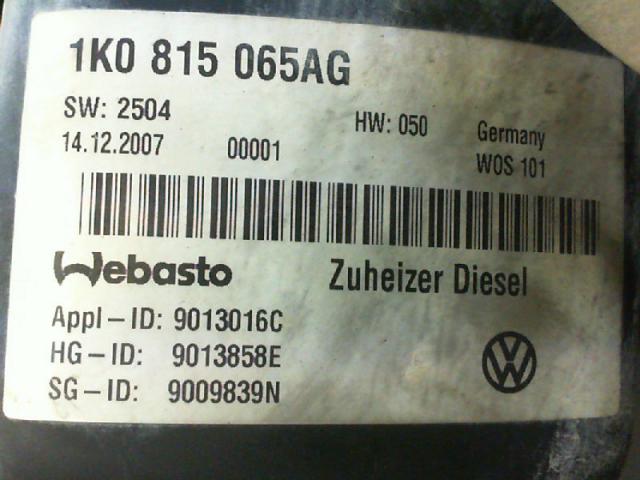 1K0 815 065AG
SW: 2504 HW: 050 Germany
14.12.2007 00001 WOS 101
Webasto Zuheizer Diesel
Appl-ID: 9013016C
HG-ID: 9013858E
SG-ID: 9009839N